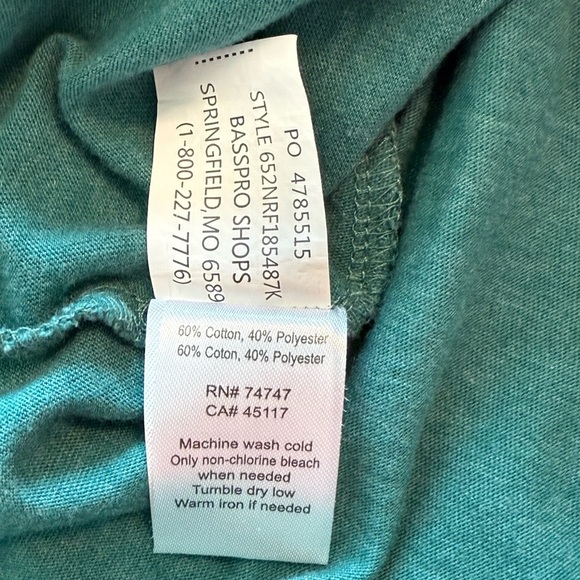 PO 4785515
STYLE 652NRF185487K
BASSPRO SHOPS
SPRINGFIELD,MO 6589
(1-800-227-7776)
60% Cotton, 40% Polyester
60% Coton, 40% Polyester
RN# 74747
CA# 45117
Machine wash cold
Only non-chlorine bleach
when needed
Tumble dry low
Warm iron if needed